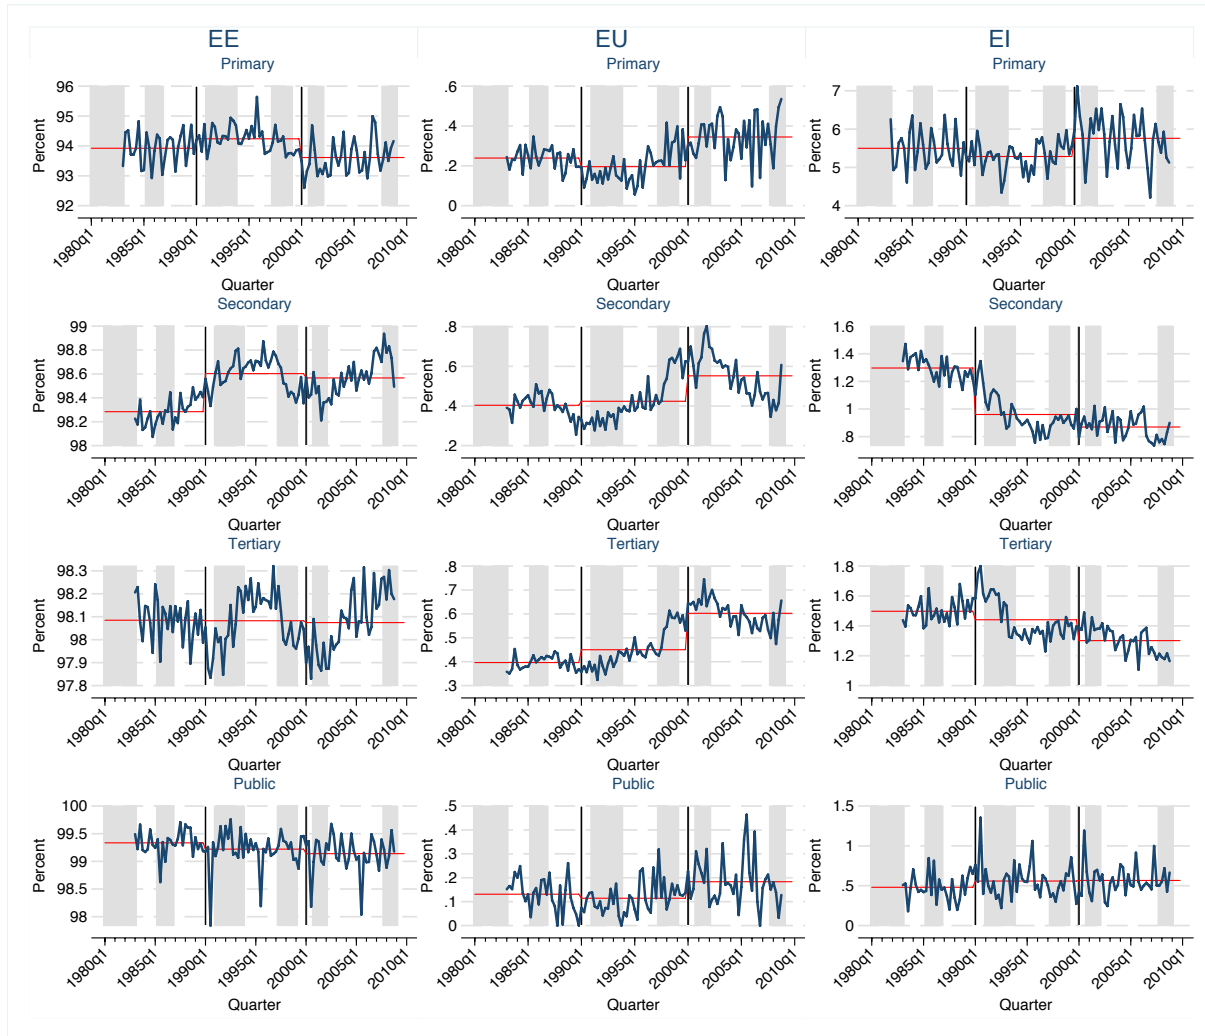 EE EU EI
Primary Primary Primary
Percent Percent Percent
96 95 94 93 92
.6 .4 .2 0
7 6 5 4
1980q1 1985q1 1990q1 1995q1 2000q1 2005q1 2010q1
1980q1 1985q1 1990q1 1995q1 2000q1 2005q1 2010q1
1980q1 1985q1 1990q1 1995q1 2000q1 2005q1 2010q1
Quarter Quarter Quarter
Secondary Secondary Secondary
Percent Percent Percent
99 98.8 98.6 98.4 98.2 98
.8 .6 .4 .2
1.6 1.4 1.2 1 .8
1980q1 1985q1 1990q1 1995q1 2000q1 2005q1 2010q1
1980q1 1985q1 1990q1 1995q1 2000q1 2005q1 2010q1
1980q1 1985q1 1990q1 1995q1 2000q1 2005q1 2010q1
Quarter Quarter Quarter
Tertiary Tertiary Tertiary
Percent Percent Percent
98.3 98.2 98.1 98 97.9 97.8
.8 .7 .6 .5 .4 .3
1.8 1.6 1.4 1.2 1
1980q1 1985q1 1990q1 1995q1 2000q1 2005q1 2010q1
1980q1 1985q1 1990q1 1995q1 2000q1 2005q1 2010q1
1980q1 1985q1 1990q1 1995q1 2000q1 2005q1 2010q1
Quarter Quarter Quarter
Public Public Public
Percent Percent Percent
100 99.5 99 98.5 98
.5 .4 .3 .2 .1 0
1.5 1 .5 0
1980q1 1985q1 1990q1 1995q1 2000q1 2005q1 2010q1
1980q1 1985q1 1990q1 1995q1 2000q1 2005q1 2010q1
1980q1 1985q1 1990q1 1995q1 2000q1 2005q1 2010q1
Quarter Quarter Quarter